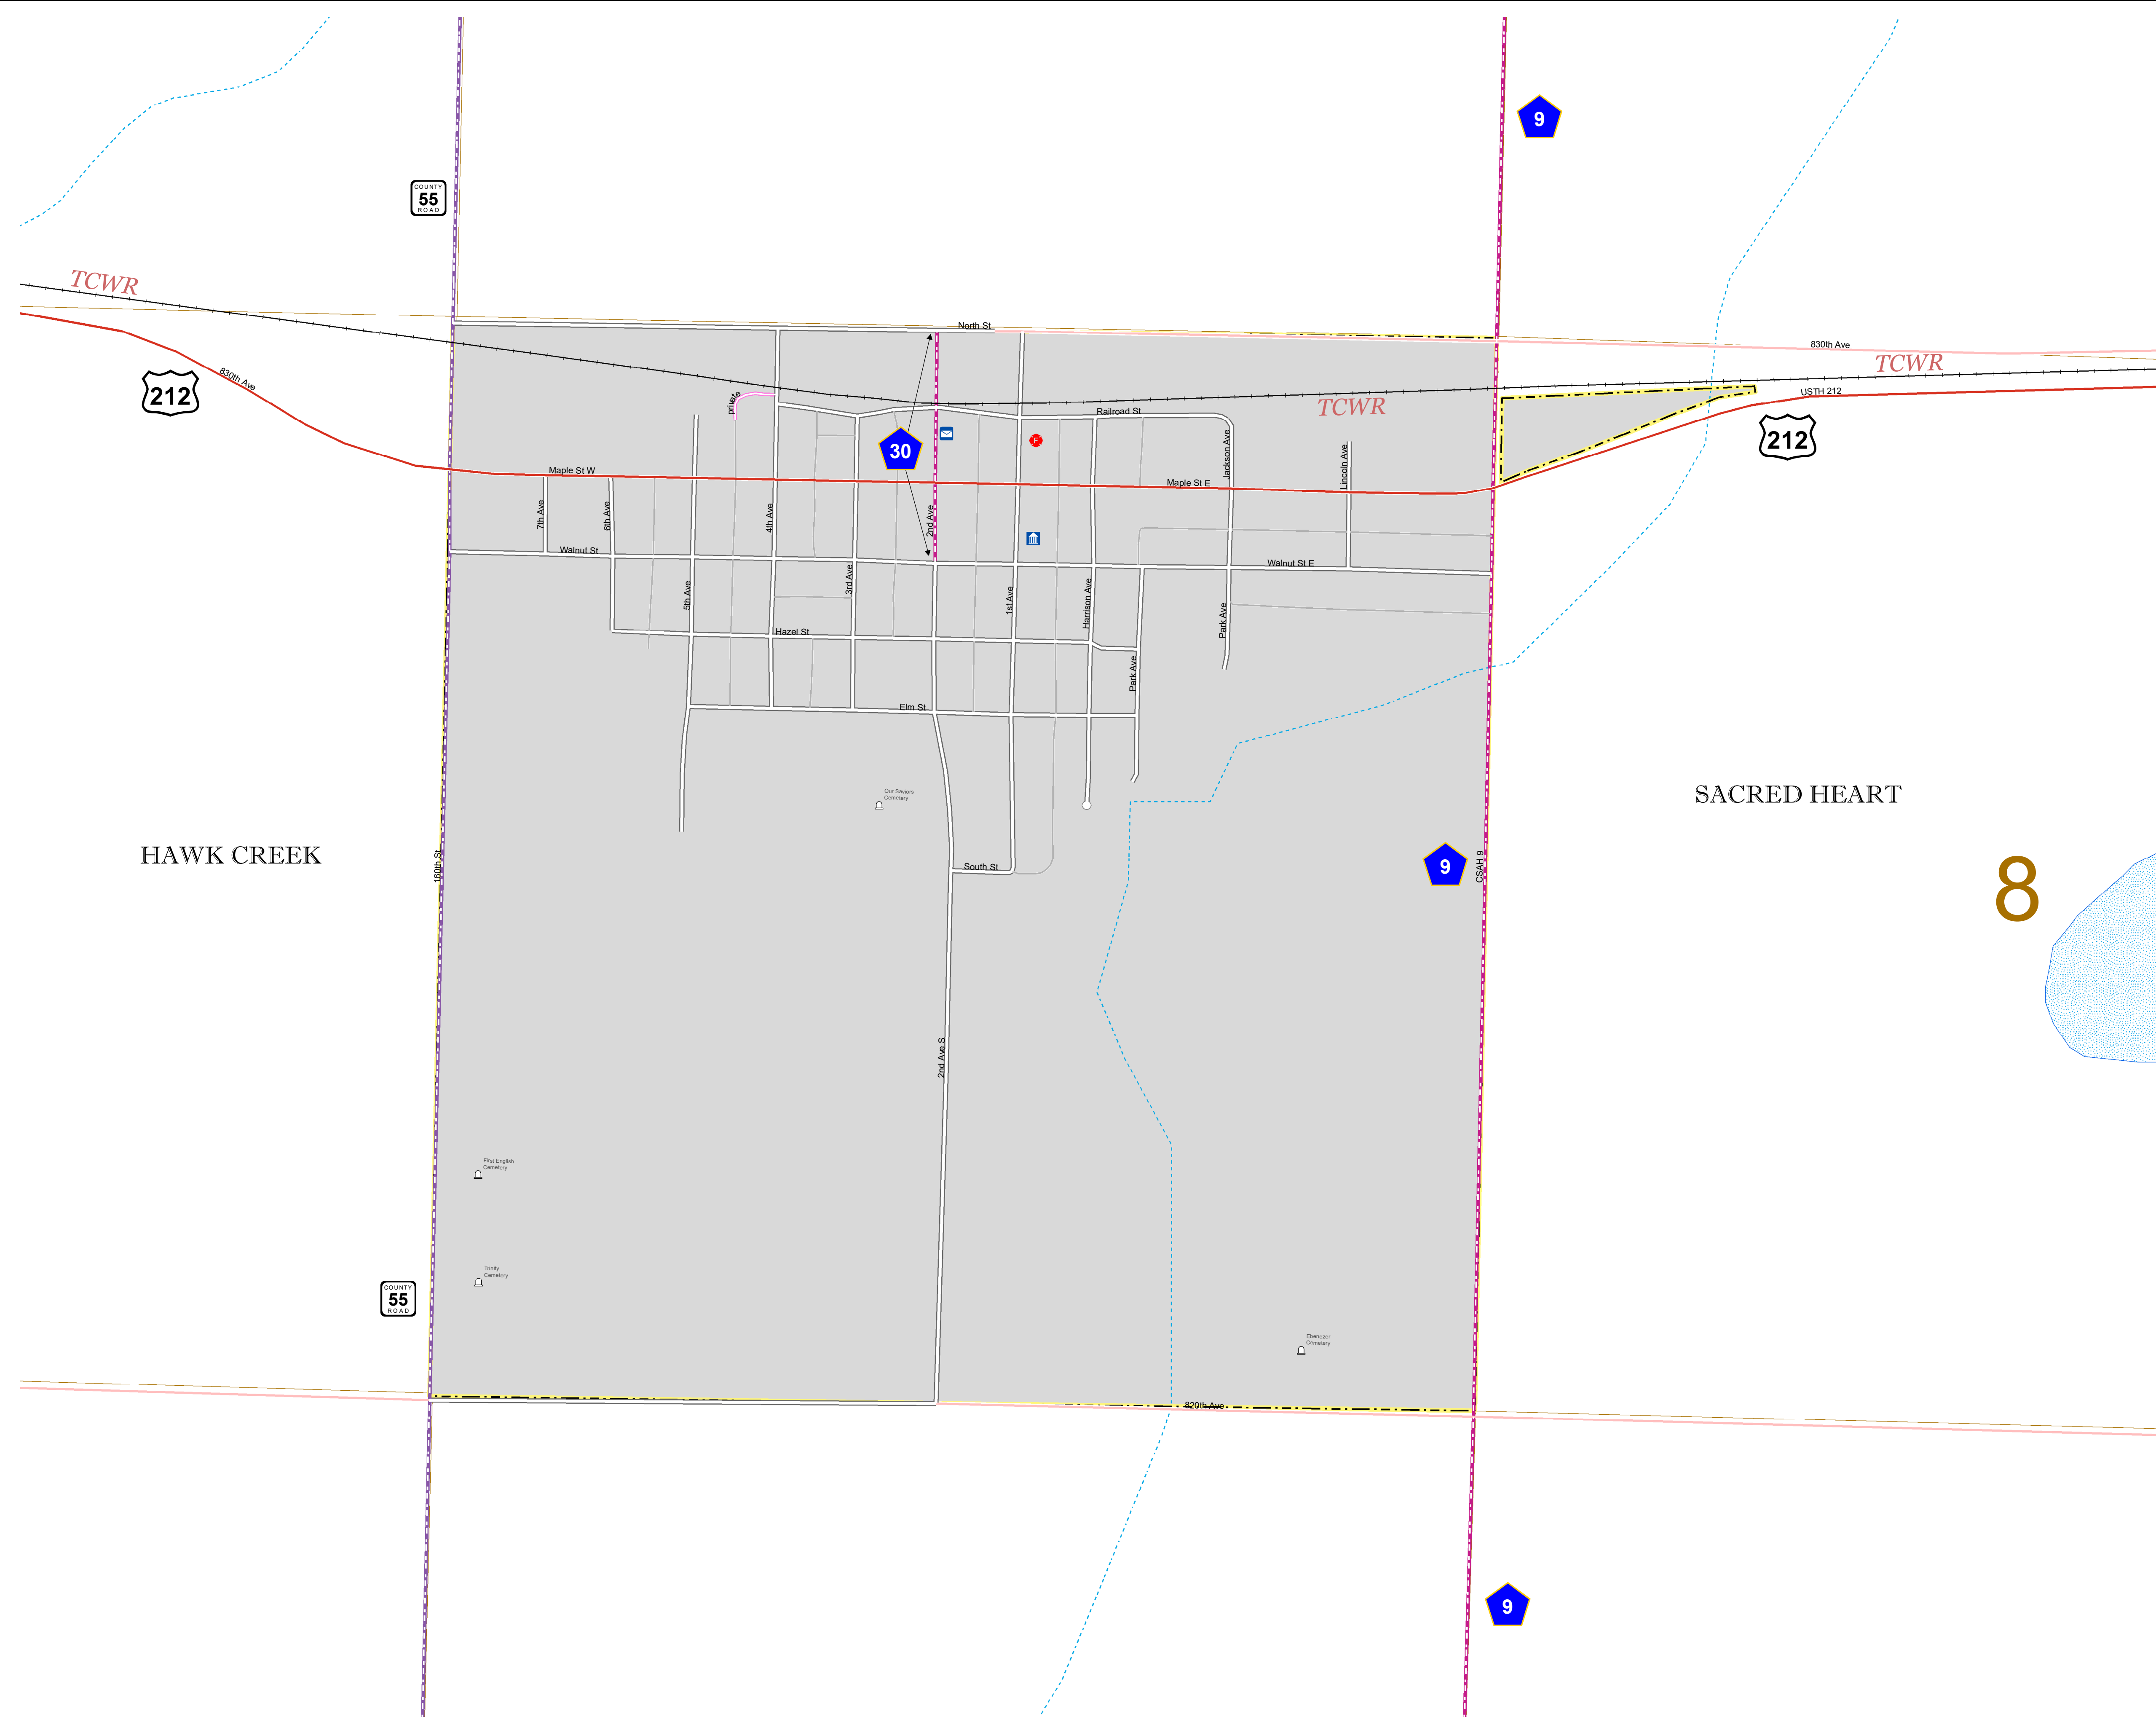 9
COUNTY
55
ROAD
TCWR
North St
830th Ave
TCWR
830th Ave
212
USTH 212
private
TCWR
Railroad St
212
30
F
Jackson Ave
Lincoln Ave
Maple St W
Maple St E
7th Ave
6th Ave
4th Ave
2nd Ave
Walnut St
Walnut St E
5th Ave
3rd Ave
1st Ave
Harrison Ave
Park Ave
Hazel St
Park Ave
Elm St
Our Saviors
Cemetery
SACRED HEART
HAWK CREEK
160th St
South St
9
CSAH 9
8
2nd Ave S
First English
Cemetery
Trinity
Cemetery
COUNTY
55
ROAD
Ebenezer
Cemetery
820th Ave
9